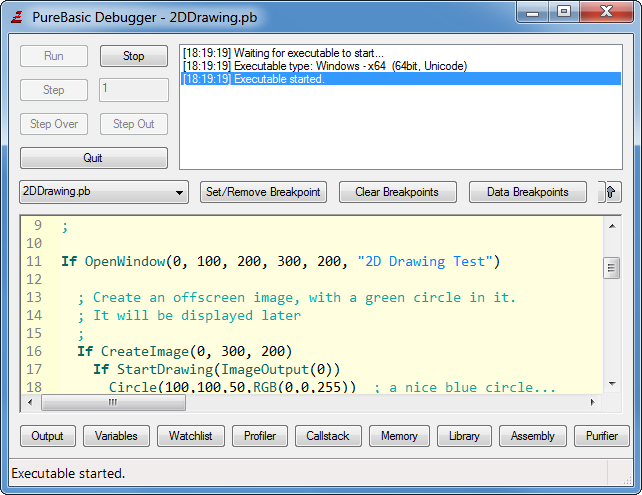 PureBasic Debugger - 2DDrawing.pb
Run Stop
Step 1
Step Over Step Out
Quit
[18:19:19] Waiting for executable to start...
[18:19:19] Executable type: Windows - x64  (64bit, Unicode)
[18:19:19] Executable started.
2DDrawing.pb Set/Remove Breakpoint Clear Breakpoints Data Breakpoints
9 ;
10
11 If OpenWindow(0, 100, 200, 300, 200, "2D Drawing Test")
12
13 ; Create an offscreen image, with a green circle in it.
14 ; It will be displayed later
15 ;
16 If CreateImage(0, 300, 200)
17 If StartDrawing(ImageOutput(0))
18 Circle(100,100,50,RGB(0,0,255))  ; a nice blue circle...
Output Variables Watchlist Profiler Callstack Memory Library Assembly Purifier
Executable started.